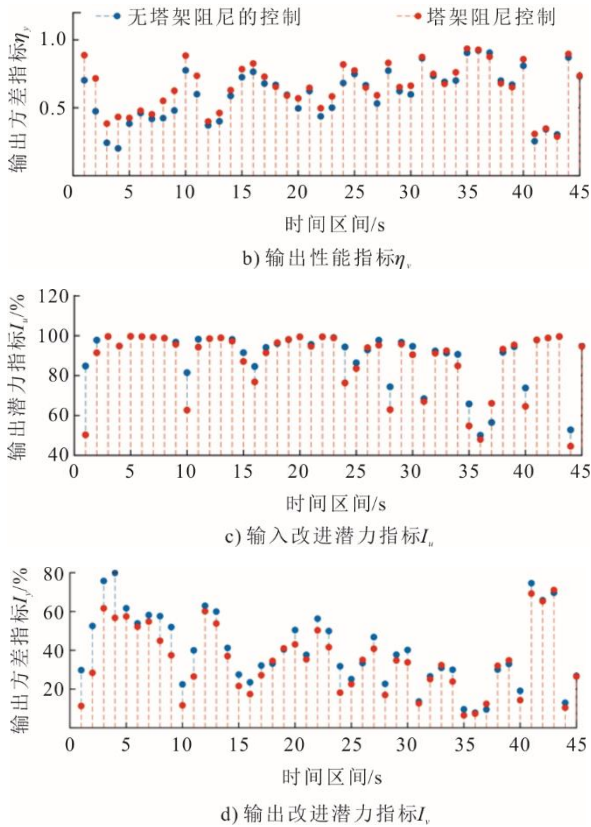 无塔架阻尼的控制 塔架阻尼控制
输出方差指标ηy
1.0
0.5
0 5 10 15 20 25 30 35 40 45
时间区间/s
b) 输出性能指标ηv
输出潜力指标Iu/%
120
100
80
60
40
0 5 10 15 20 25 30 35 40 45
时间区间/s
c) 输入改进潜力指标Iu
输出方差指标Iy/%
80
60
40
20
0 5 10 15 20 25 30 35 40 45
时间区间/s
d) 输出改进潜力指标Iv